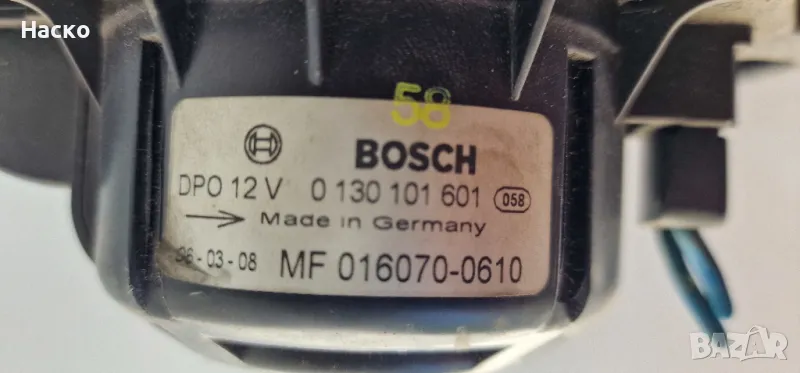 Наско
58
BOSCH
DPO 12 V 0 130 101 601 058
Made in Germany
06-03-08 MF 016070-0610
BAZAR